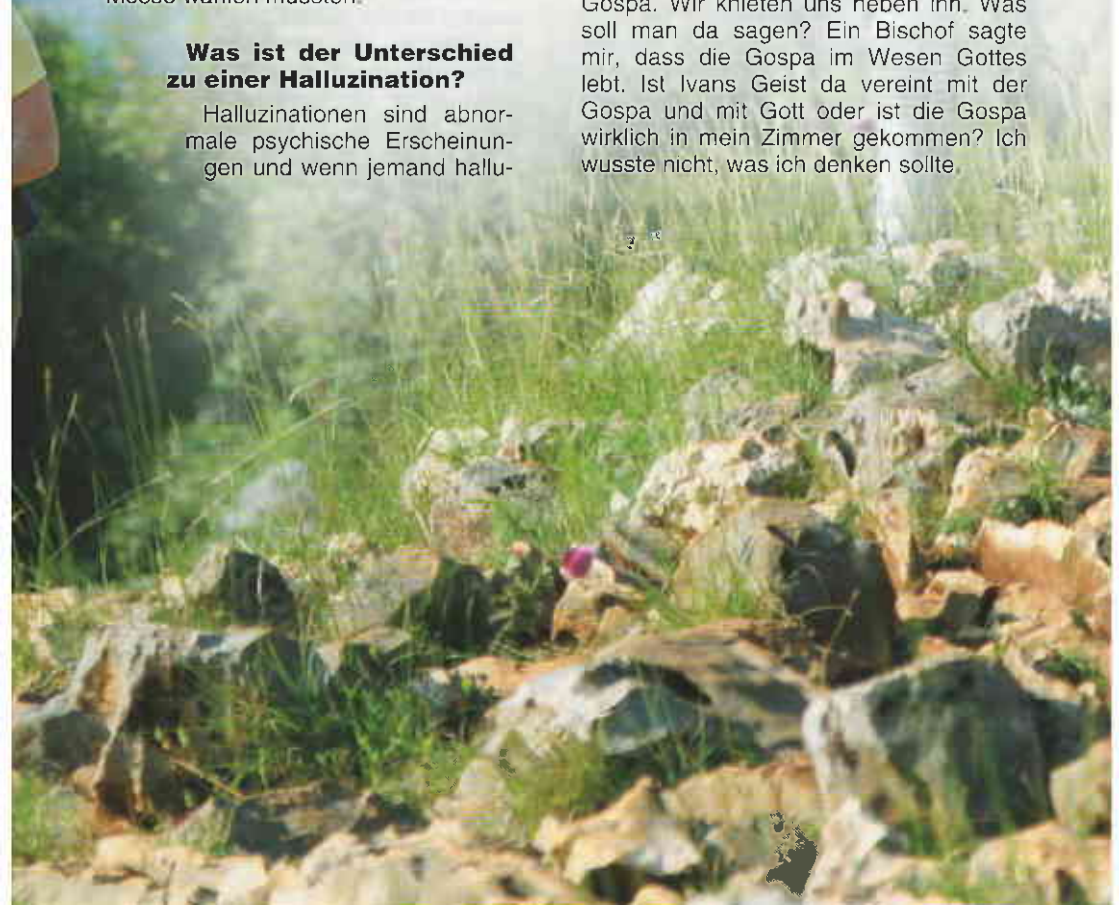 Was ist der Unterschied
zu einer Halluzination?
Halluzinationen sind abnor-
male psychische Erscheinun-
gen und wenn jemand hallu-
Gospa. Wir knieten uns neben ihn. Was
soll man da sagen? Ein Bischof sagte
mir, dass die Gospa im Wesen Gottes
lebt. Ist Ivans Geist da vereint mit der
Gospa und mit Gott oder ist die Gospa
wirklich in mein Zimmer gekommen? Ich
wusste nicht, was ich denken sollte.